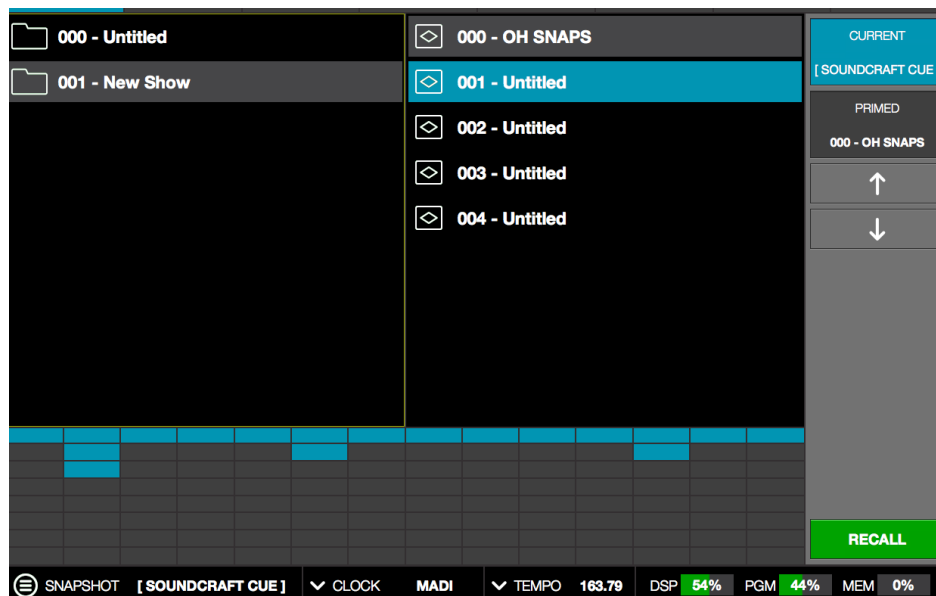 000 - Untitled
001 - New Show
000 - OH SNAPS
001 - Untitled
002 - Untitled
003 - Untitled
004 - Untitled
CURRENT
[ SOUNDCRAFT CUE
PRIMED
000 - OH SNAPS
RECALL
SNAPSHOT [ SOUNDCRAFT CUE ] CLOCK MADI TEMPO 163.79 DSP 54% PGM 44% MEM 0%